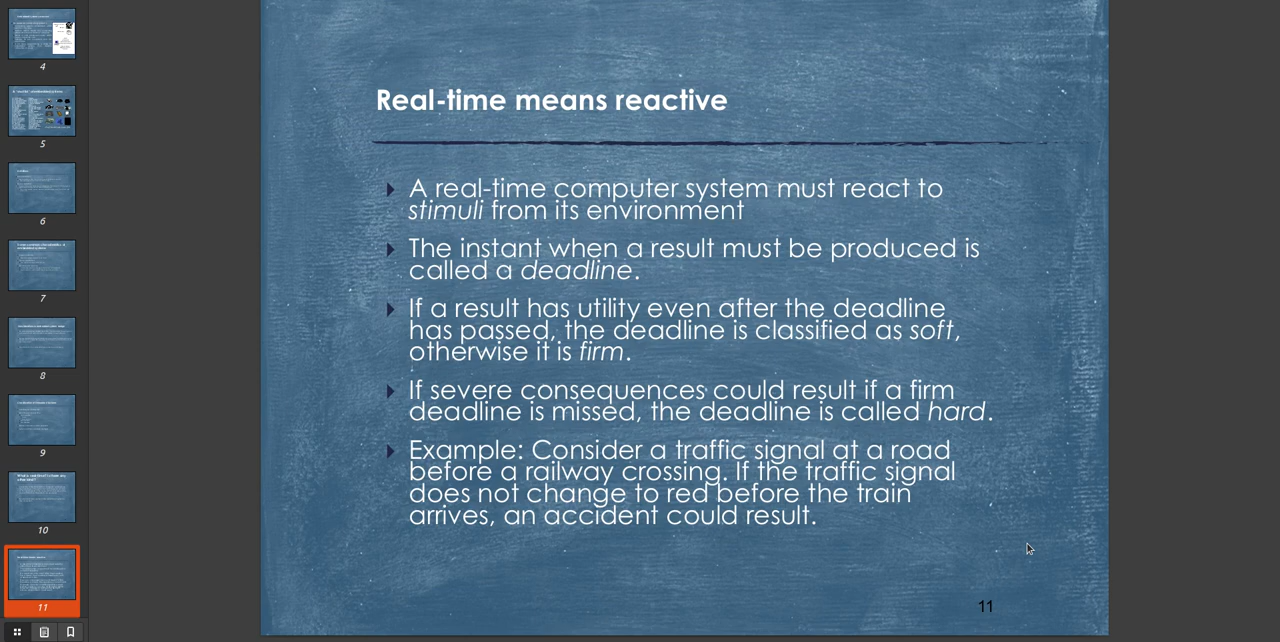 Real-time means reactive
A real-time computer system must react to
stimuli from its environment
The instant when a result must be produced is
called a deadline.
If a result has utility even after the deadline
has passed, the deadline is classified as soft,
otherwise it is firm.
If severe consequences could result if a firm
deadline is missed, the deadline is called hard.
Example: Consider a traffic signal at a road
before a railway crossing. If the traffic signal
does not change to red before the train
arrives, an accident could result.
11
4
5
6
7
8
9
10
11